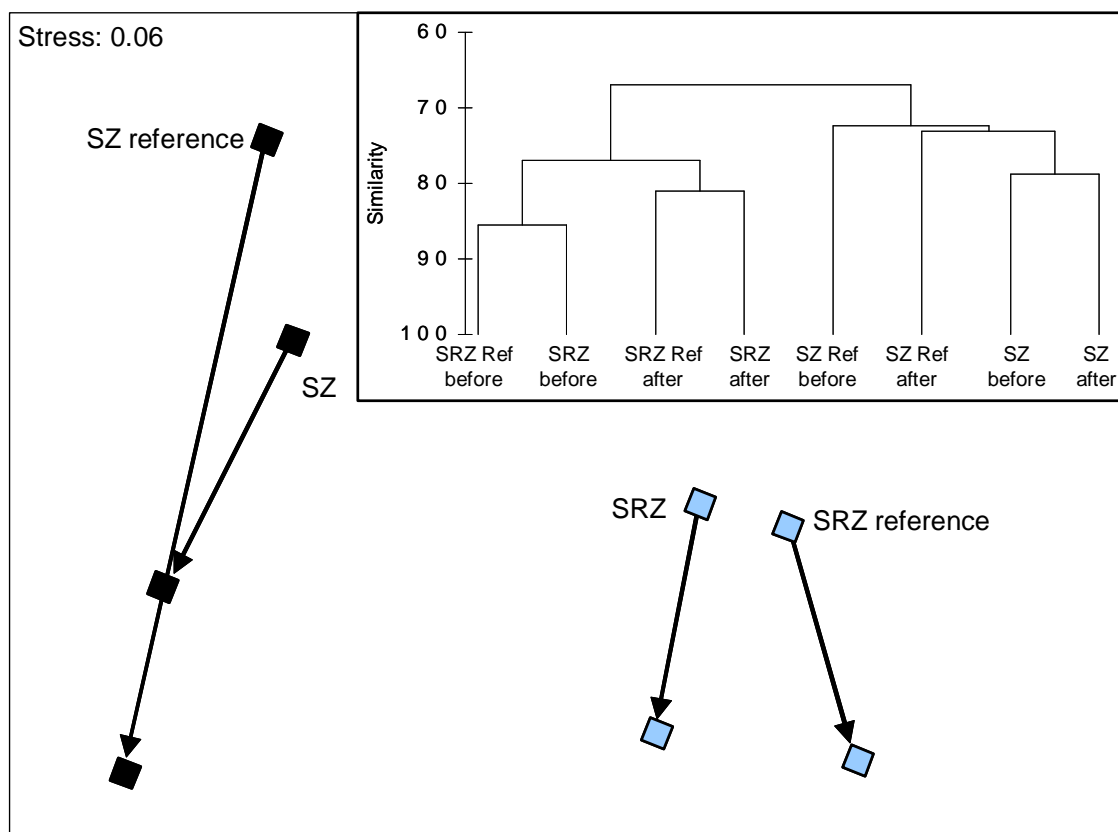 Stress: 0.06
SZ reference
SZ
60
70
80
90
100
Similarity
SRZ Ref before
SRZ before
SRZ Ref after
SRZ after
SZ Ref before
SZ Ref after
SZ before
SZ after
SRZ
SRZ reference